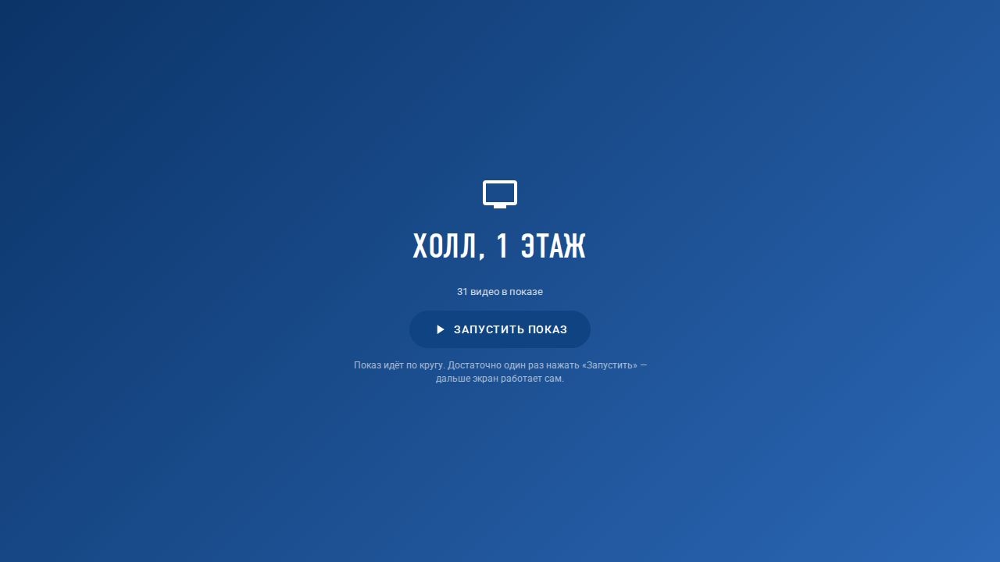 ХОЛЛ, 1 ЭТАЖ
31 видео в показе
ЗАПУСТИТЬ ПОКАЗ
Показ идёт по кругу. Достаточно один раз нажать «Запустить» —
дальше экран работает сам.